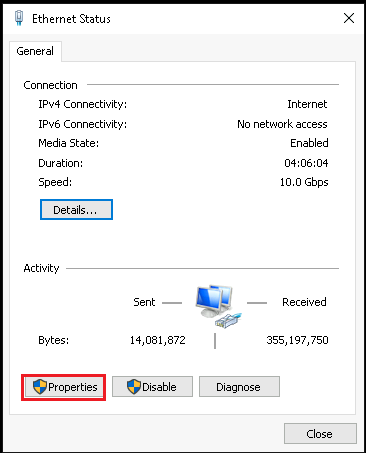 Ethernet Status
General
Connection
IPv4 Connectivity: Internet
IPv6 Connectivity: No network access
Media State: Enabled
Duration: 04:06:04
Speed: 10.0 Gbps
Details...
Activity
Sent Received
Bytes: 14,081,872 355,197,750
Properties Disable Diagnose
Close